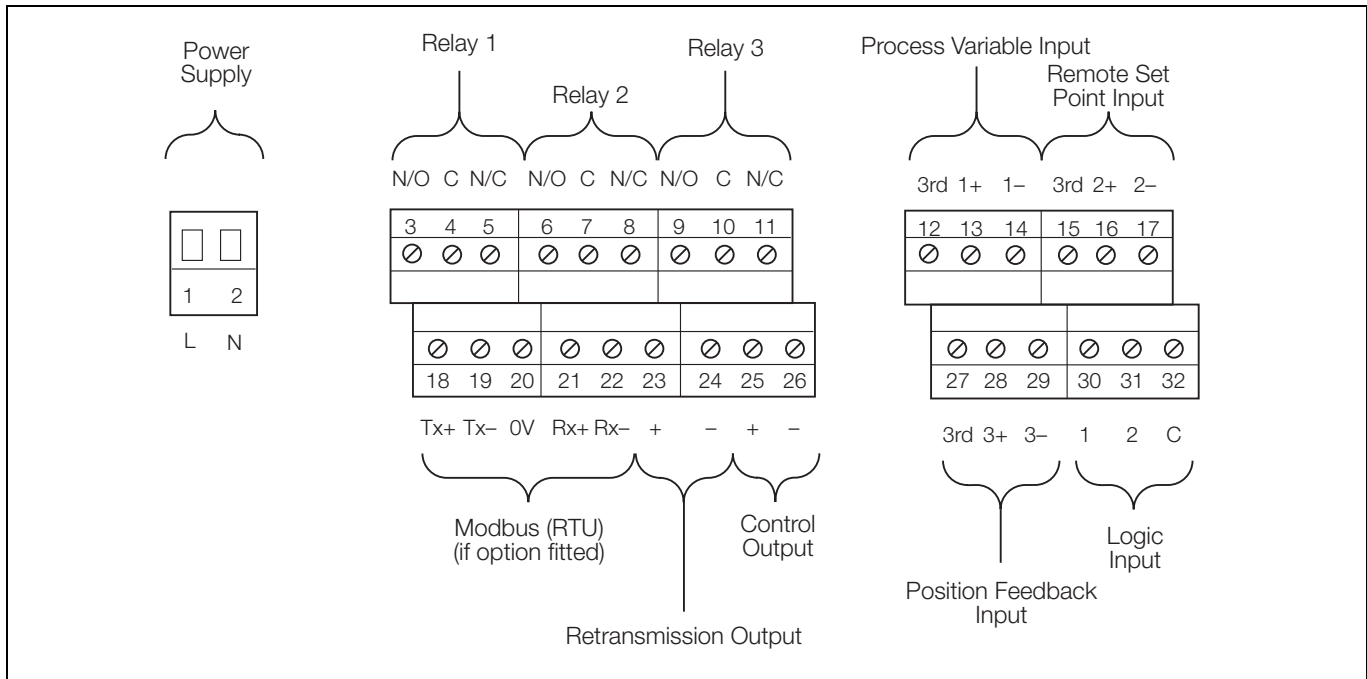 Power
Supply
Relay 1
Relay 2
Relay 3
Process Variable Input
Remote Set
Point Input
N/O C N/C N/O C N/C N/O C N/C
3rd 1+ 1– 3rd 2+ 2–
3 4 5 6 7 8 9 10 11
12 13 14 15 16 17
1 2
L N
18 19 20 21 22 23 24 25 26
27 28 29 30 31 32
Tx+ Tx– 0V Rx+ Rx– + – + –
3rd 3+ 3– 1 2 C
Modbus (RTU)
(if option fitted)
Control
Output
Logic
Input
Position Feedback
Input
Retransmission Output